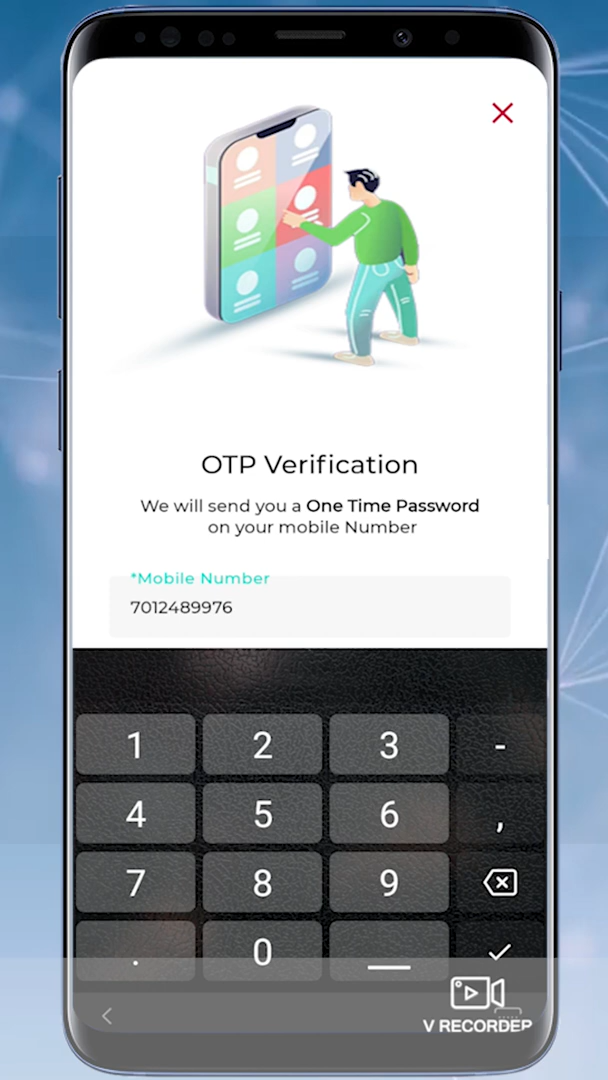 OTP Verification
We will send you a One Time Password
on your mobile Number
*Mobile Number
7012489976
1 2 3 -
4 5 6 ,
7 8 9
. 0
V RECORDER